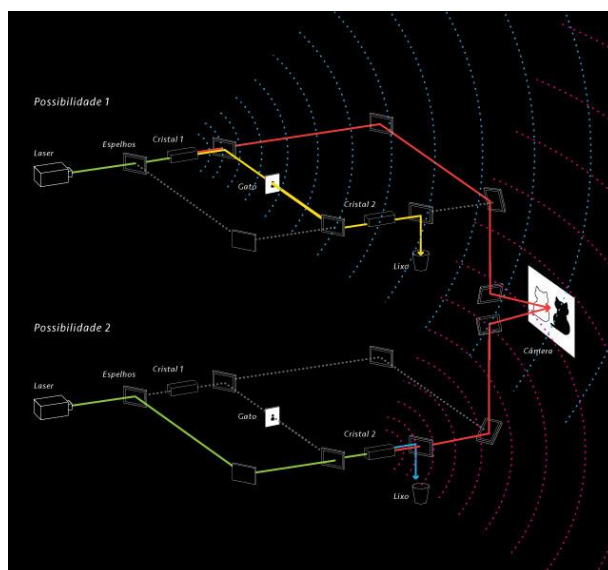 Possibilidade 1
Cristal 1
Espelhos
Laser
Gato
Cristal 2
Lixo
Possibilidade 2
Câmera
Espelhos
Cristal 1
Laser
Gato
Cristal 2
Lixo